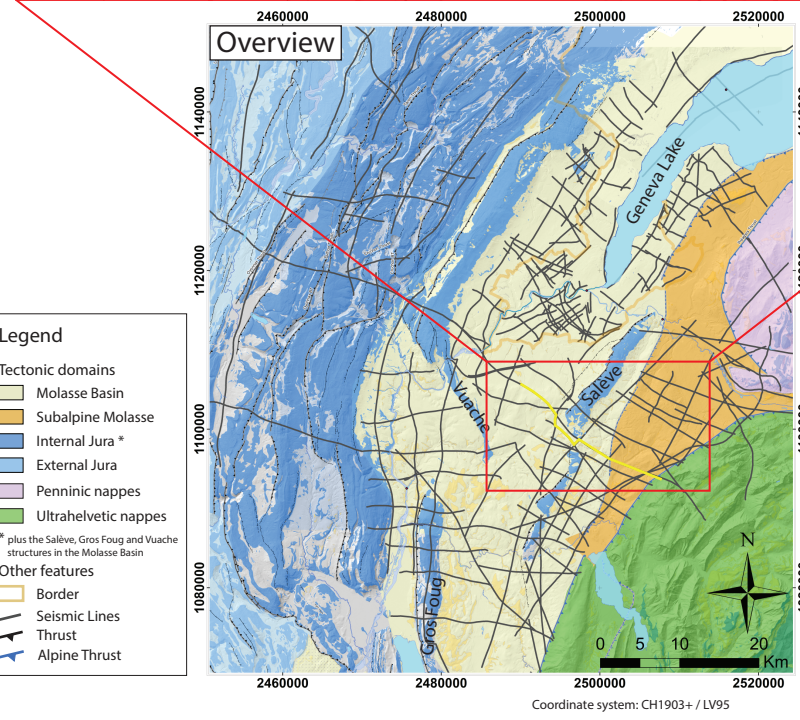 2460000 2480000 2500000 2520000
Overview
1140000
1120000
1100000
1080000
Geneva Lake
Vuache
Salève
Gros Foug
Legend
Tectonic domains
Molasse Basin
Subalpine Molasse
Internal Jura *
External Jura
Penninic nappes
Ultrahelvetic nappes
* plus the Salève, Gros Foug and Vuache
structures in the Molasse Basin
Other features
Border
Seismic Lines
Thrust
Alpine Thrust
N
0 5 10 20
Km
2460000 2480000 2500000 2520000
Coordinate system: CH1903+ / LV95